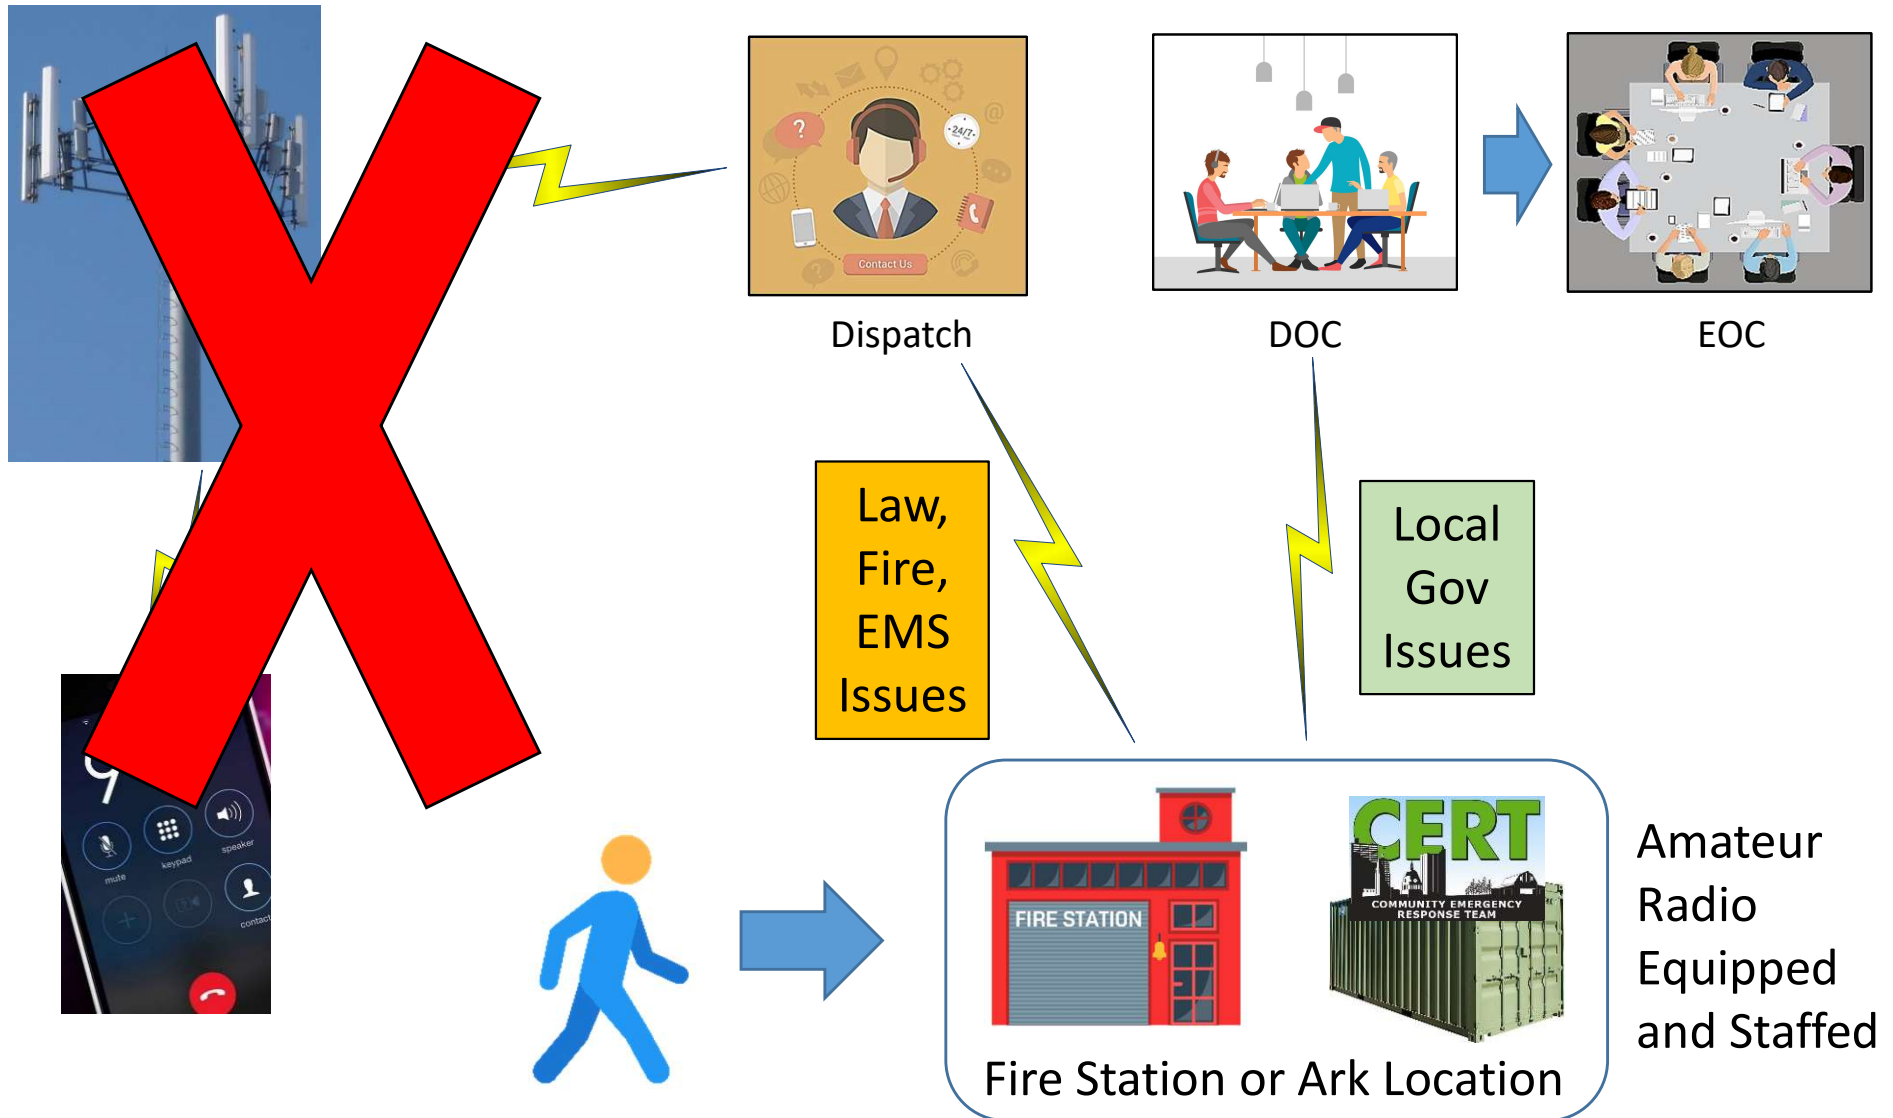 ?
24/7
@
?
Contact Us
Dispatch
DOC
EOC
Law,
Fire,
EMS
Issues
Local
Gov
Issues
9
mute
keypad
speaker
contact
FIRE STATION
CERT
COMMUNITY EMERGENCY
RESPONSE TEAM
Fire Station or Ark Location
Amateur
Radio
Equipped
and Staffed